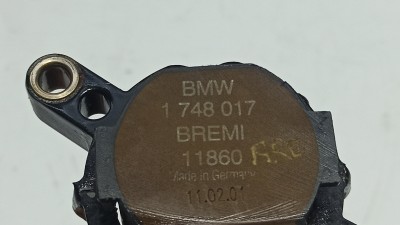 BMW
1 748 017
BREMI
11860
Made in Germany
11.02.01